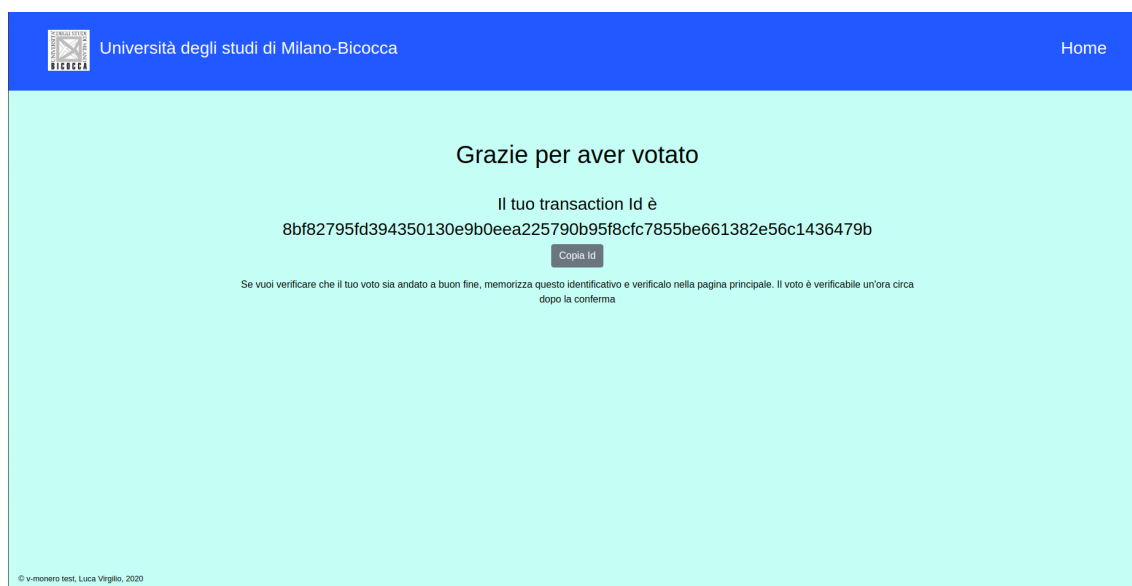 Università degli studi di Milano-Bicocca
Home
BICOCCA
Grazie per aver votato
Il tuo transaction Id è
8bf82795fd394350130e9b0eea225790b95f8cfc7855be661382e56c1436479b
Copia Id
Se vuoi verificare che il tuo voto sia andato a buon fine, memorizza questo identificativo e verificalo nella pagina principale. Il voto è verificabile un'ora circa
dopo la conferma
© v-monero test, Luca Virgilio, 2020